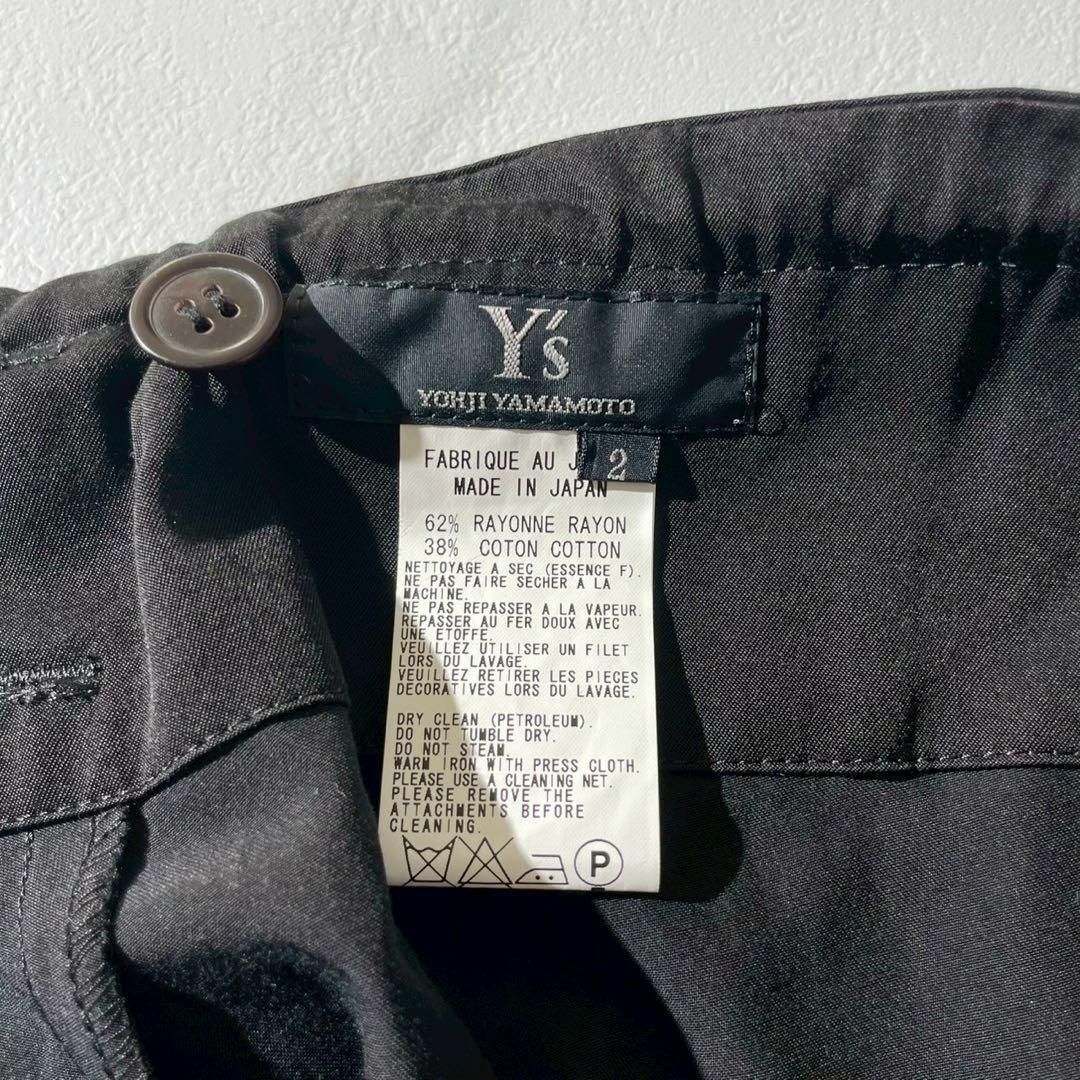 Y's
YOHJI YAMAMOTO
2
FABRIQUE AU J
MADE IN JAPAN
62% RAYONNE RAYON
38% COTON COTTON
NETTOYAGE A SEC (ESSENCE F).
NE PAS FAIRE SECHER A LA
MACHINE.
NE PAS REPASSER A LA VAPEUR.
REPASSER AU FER DOUX AVEC
UNE ETOFFE.
VEUILLEZ UTILISER UN FILET
LORS DU LAVAGE.
VEUILLEZ RETIRER LES PIECES
DECORATIVES LORS DU LAVAGE.
DRY CLEAN (PETROLEUM).
DO NOT TUMBLE DRY.
DO NOT STEAM.
WARM IRON WITH PRESS CLOTH.
PLEASE USE A CLEANING NET.
PLEASE REMOVE THE
ATTACHMENTS BEFORE
CLEANING.
P